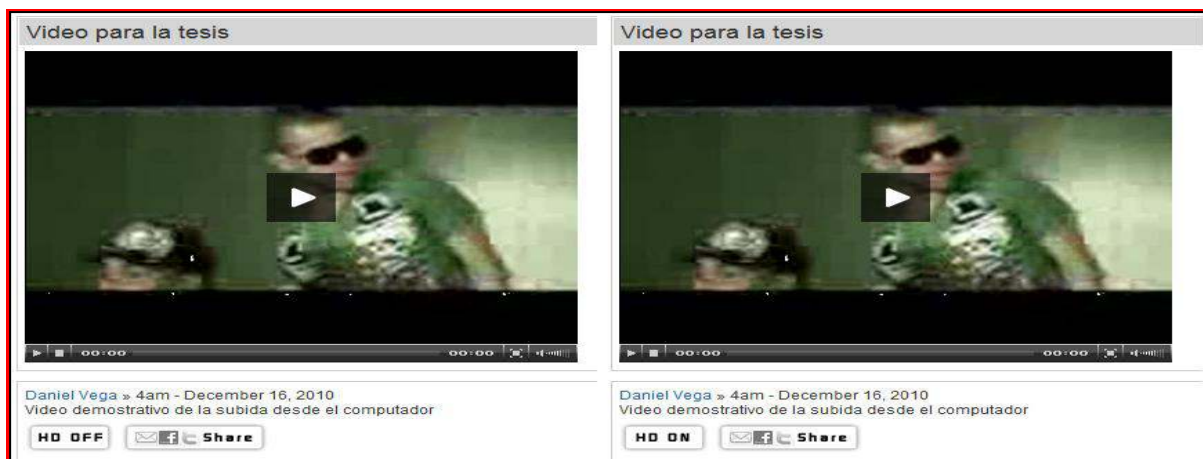 Video para la tesis
00:00 00:00
Daniel Vega » 4am - December 16, 2010
Video demostrativo de la subida desde el computador
HD OFF Share
Video para la tesis
00:00 00:00
Daniel Vega » 4am - December 16, 2010
Video demostrativo de la subida desde el computador
HD ON Share